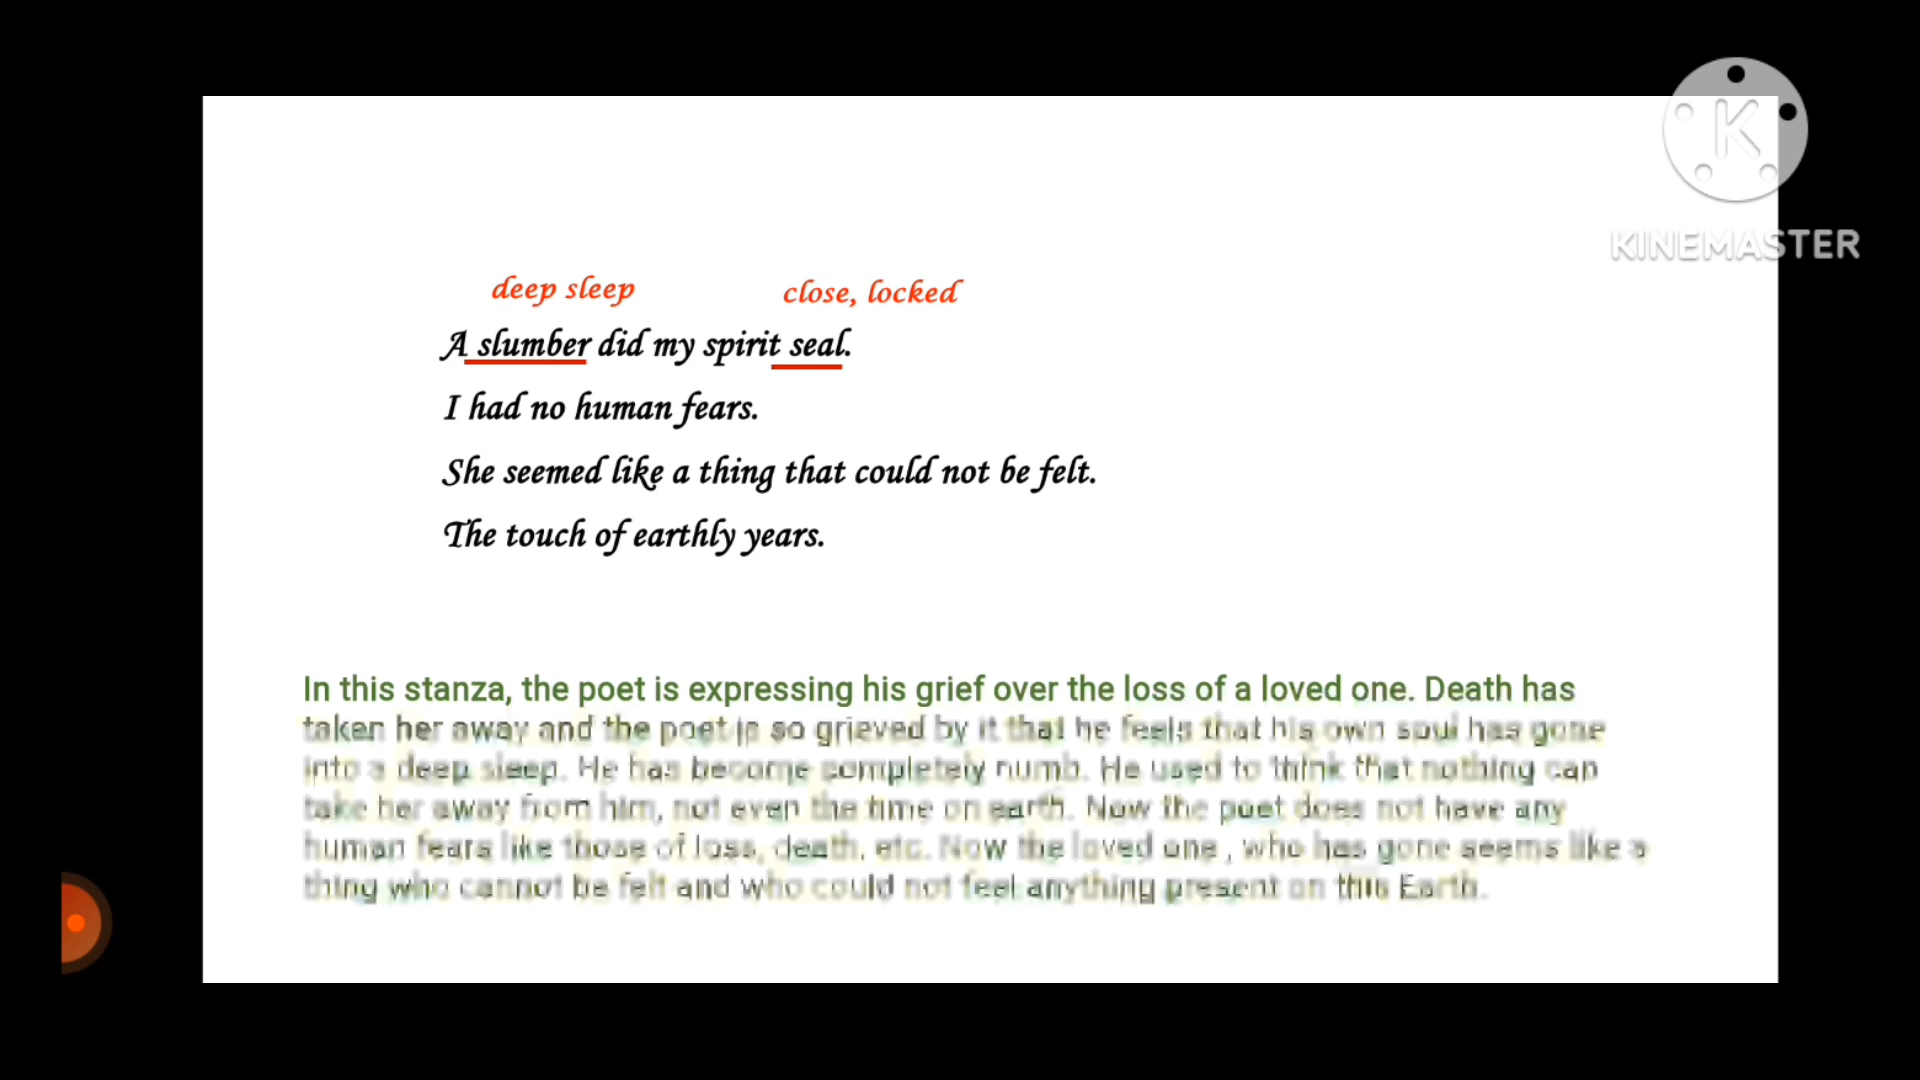 K
KINEMASTER
deep sleep close, locked
A slumber did my spirit seal.
I had no human fears.
She seemed like a thing that could not be felt.
The touch of earthly years.
In this stanza, the poet is expressing his grief over the loss of a loved one. Death has
taken her away and the poet is so grieved by it that he feels that his own soul has gone
into a deep sleep. He has become completely numb. He used to think that nothing can
take her away from him, not even the time on earth. Now the poet does not have any
human fears like those of loss, death, etc. Now the loved one , who has gone seems like a
thing who cannot be felt and who could not feel anything present on this Earth.